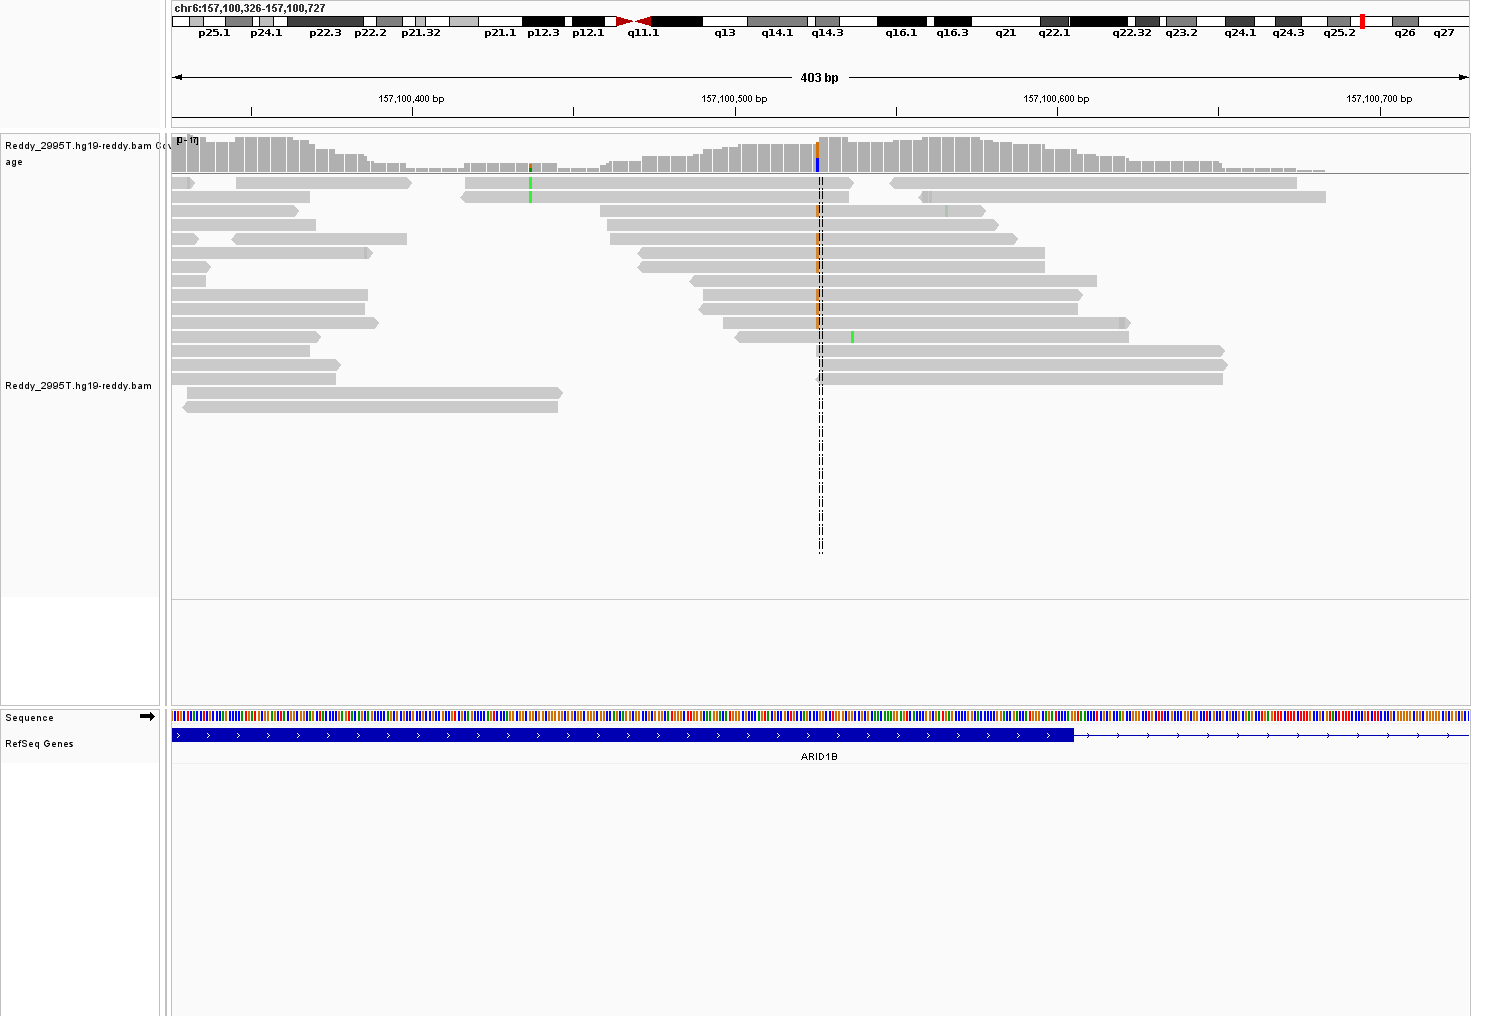 chr6:157,100,326-157,100,727
p25.1 p24.1 p22.3 p22.2 p21.32 p21.1 p12.3 p12.1 q11.1 q13 q14.1 q14.3 q16.1 q16.3 q21 q22.1 q22.32 q23.2 q24.1 q24.3 q25.2 q26 q27
403 bp
157,100,400 bp 157,100,500 bp 157,100,600 bp 157,100,700 bp
[0 - 17]
Reddy_2995T.hg19-reddy.bam Cov
age
Reddy_2995T.hg19-reddy.bam
Sequence
RefSeq Genes
ARID1B